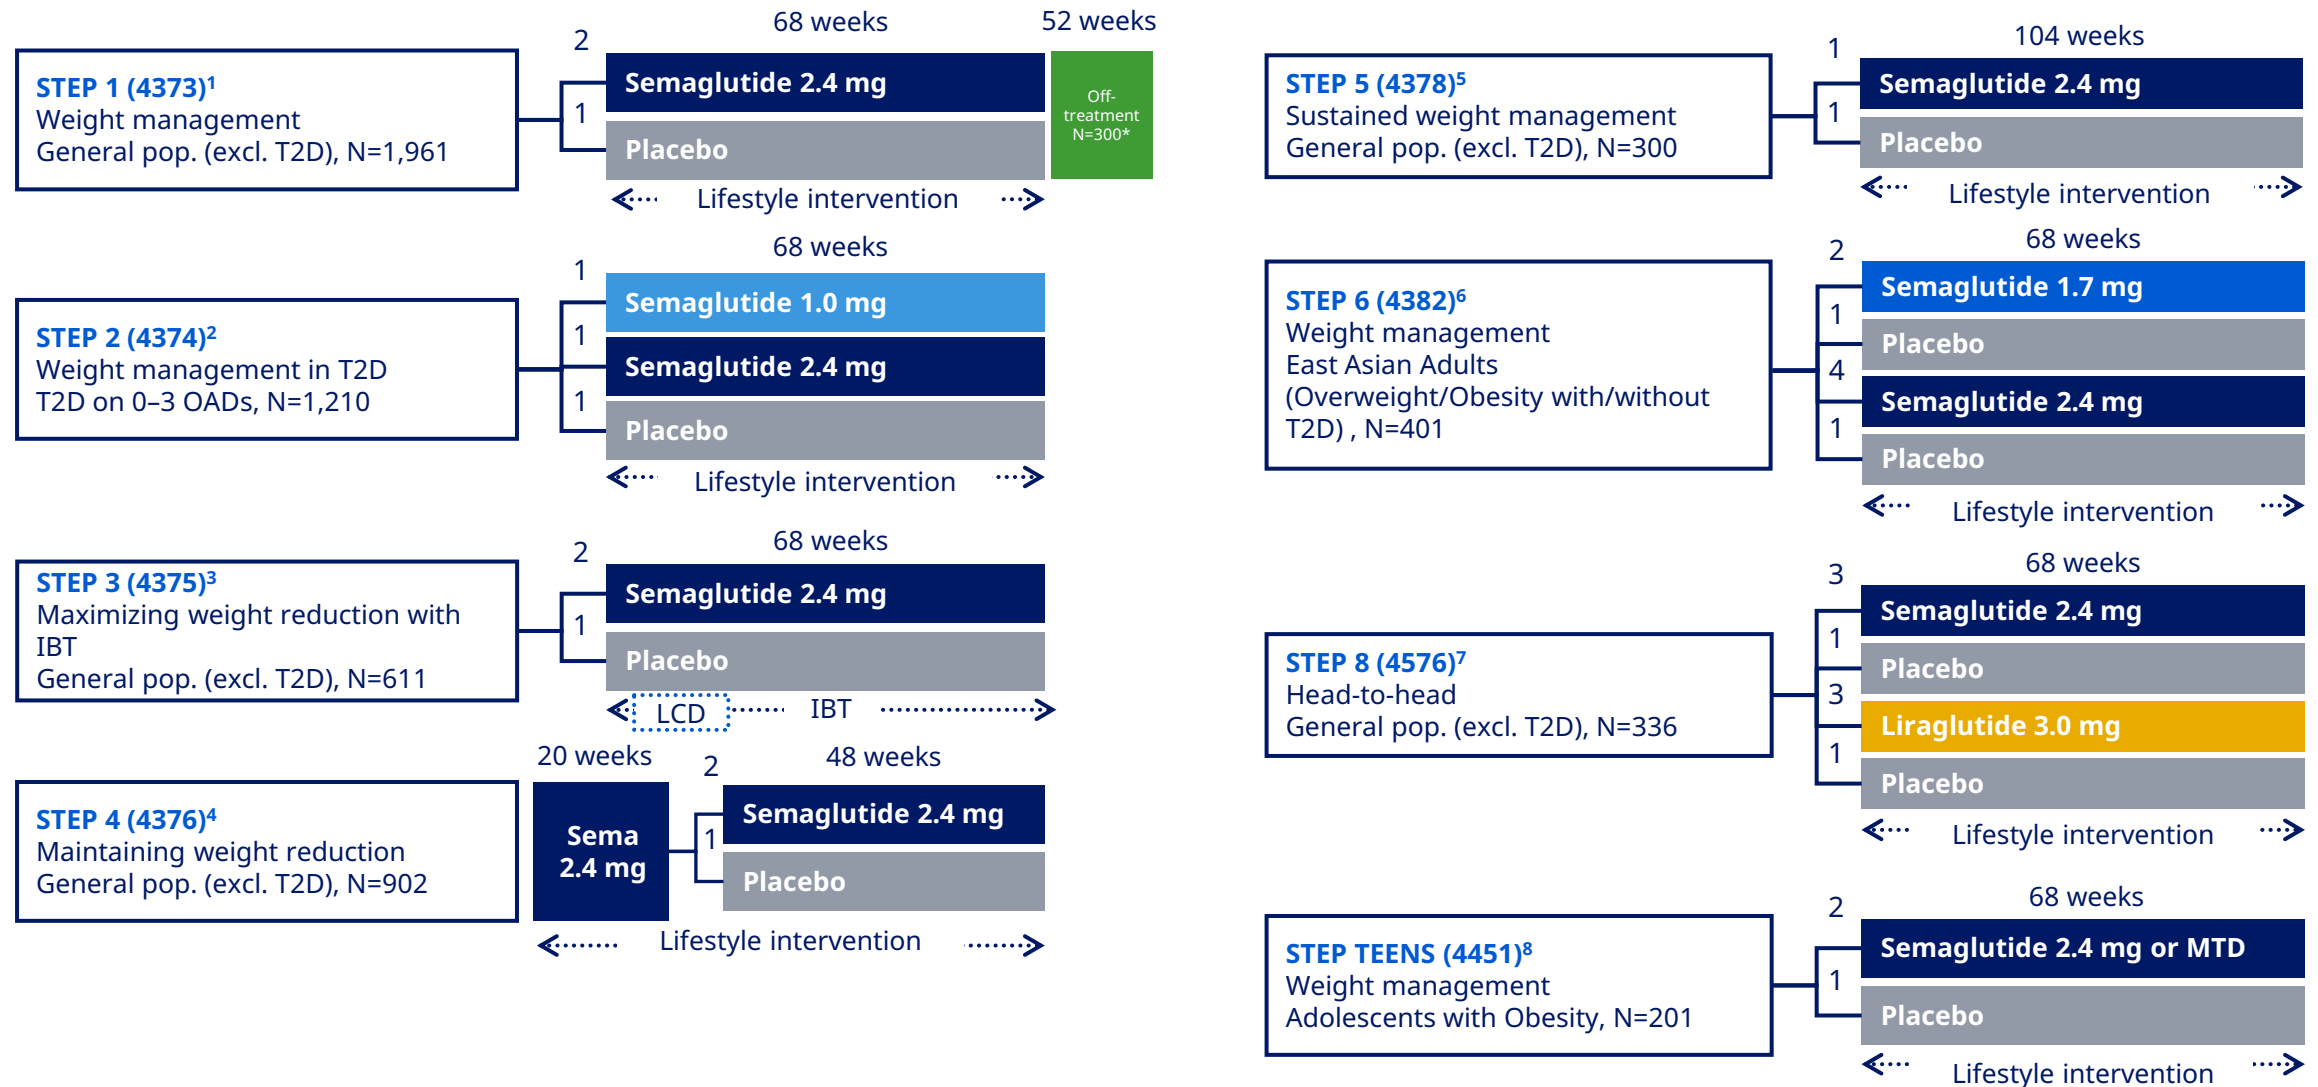 68 weeks
52 weeks
2
STEP 1 (4373)¹
Weight management
General pop. (excl. T2D), N=1,961
Semaglutide 2.4 mg
1
Placebo
Off-
treatment
N=300*
Lifestyle intervention
68 weeks
1
STEP 2 (4374)²
Weight management in T2D
T2D on 0–3 OADs, N=1,210
Semaglutide 1.0 mg
1
Semaglutide 2.4 mg
1
Placebo
Lifestyle intervention
68 weeks
2
STEP 3 (4375)³
Maximizing weight reduction with
IBT
General pop. (excl. T2D), N=611
Semaglutide 2.4 mg
1
Placebo
LCD
IBT
20 weeks
2
48 weeks
STEP 4 (4376)⁴
Maintaining weight reduction
General pop. (excl. T2D), N=902
Sema
2.4 mg
Semaglutide 2.4 mg
1
Placebo
Lifestyle intervention
104 weeks
1
STEP 5 (4378)⁵
Sustained weight management
General pop. (excl. T2D), N=300
Semaglutide 2.4 mg
1
Placebo
Lifestyle intervention
68 weeks
2
STEP 6 (4382)⁶
Weight management
East Asian Adults
(Overweight/Obesity with/without
T2D) , N=401
Semaglutide 1.7 mg
1
Placebo
4
Semaglutide 2.4 mg
1
Placebo
Lifestyle intervention
68 weeks
3
STEP 8 (4576)⁷
Head-to-head
General pop. (excl. T2D), N=336
Semaglutide 2.4 mg
1
Placebo
3
Liraglutide 3.0 mg
1
Placebo
Lifestyle intervention
68 weeks
2
STEP TEENS (4451)⁸
Weight management
Adolescents with Obesity, N=201
Semaglutide 2.4 mg or MTD
1
Placebo
Lifestyle intervention